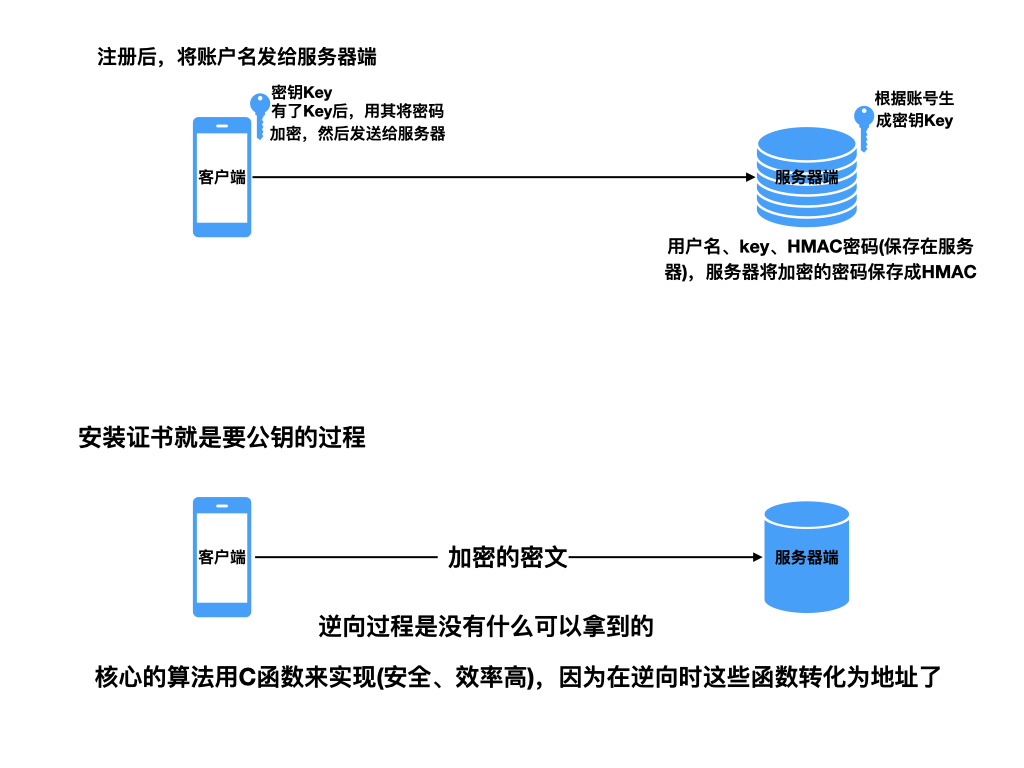 注册后，将账户名发给服务器端
密钥Key
有了Key后，用其将密码
加密，然后发送给服务器
根据账号生
成密钥Key
客户端
服务器端
用户名、key、HMAC密码(保存在服务
器)，服务器将加密的密码保存成HMAC
安装证书就是要公钥的过程
客户端
加密的密文
服务器端
逆向过程是没有什么可以拿到的
核心的算法用C函数来实现(安全、效率高)，因为在逆向时这些函数转化为地址了